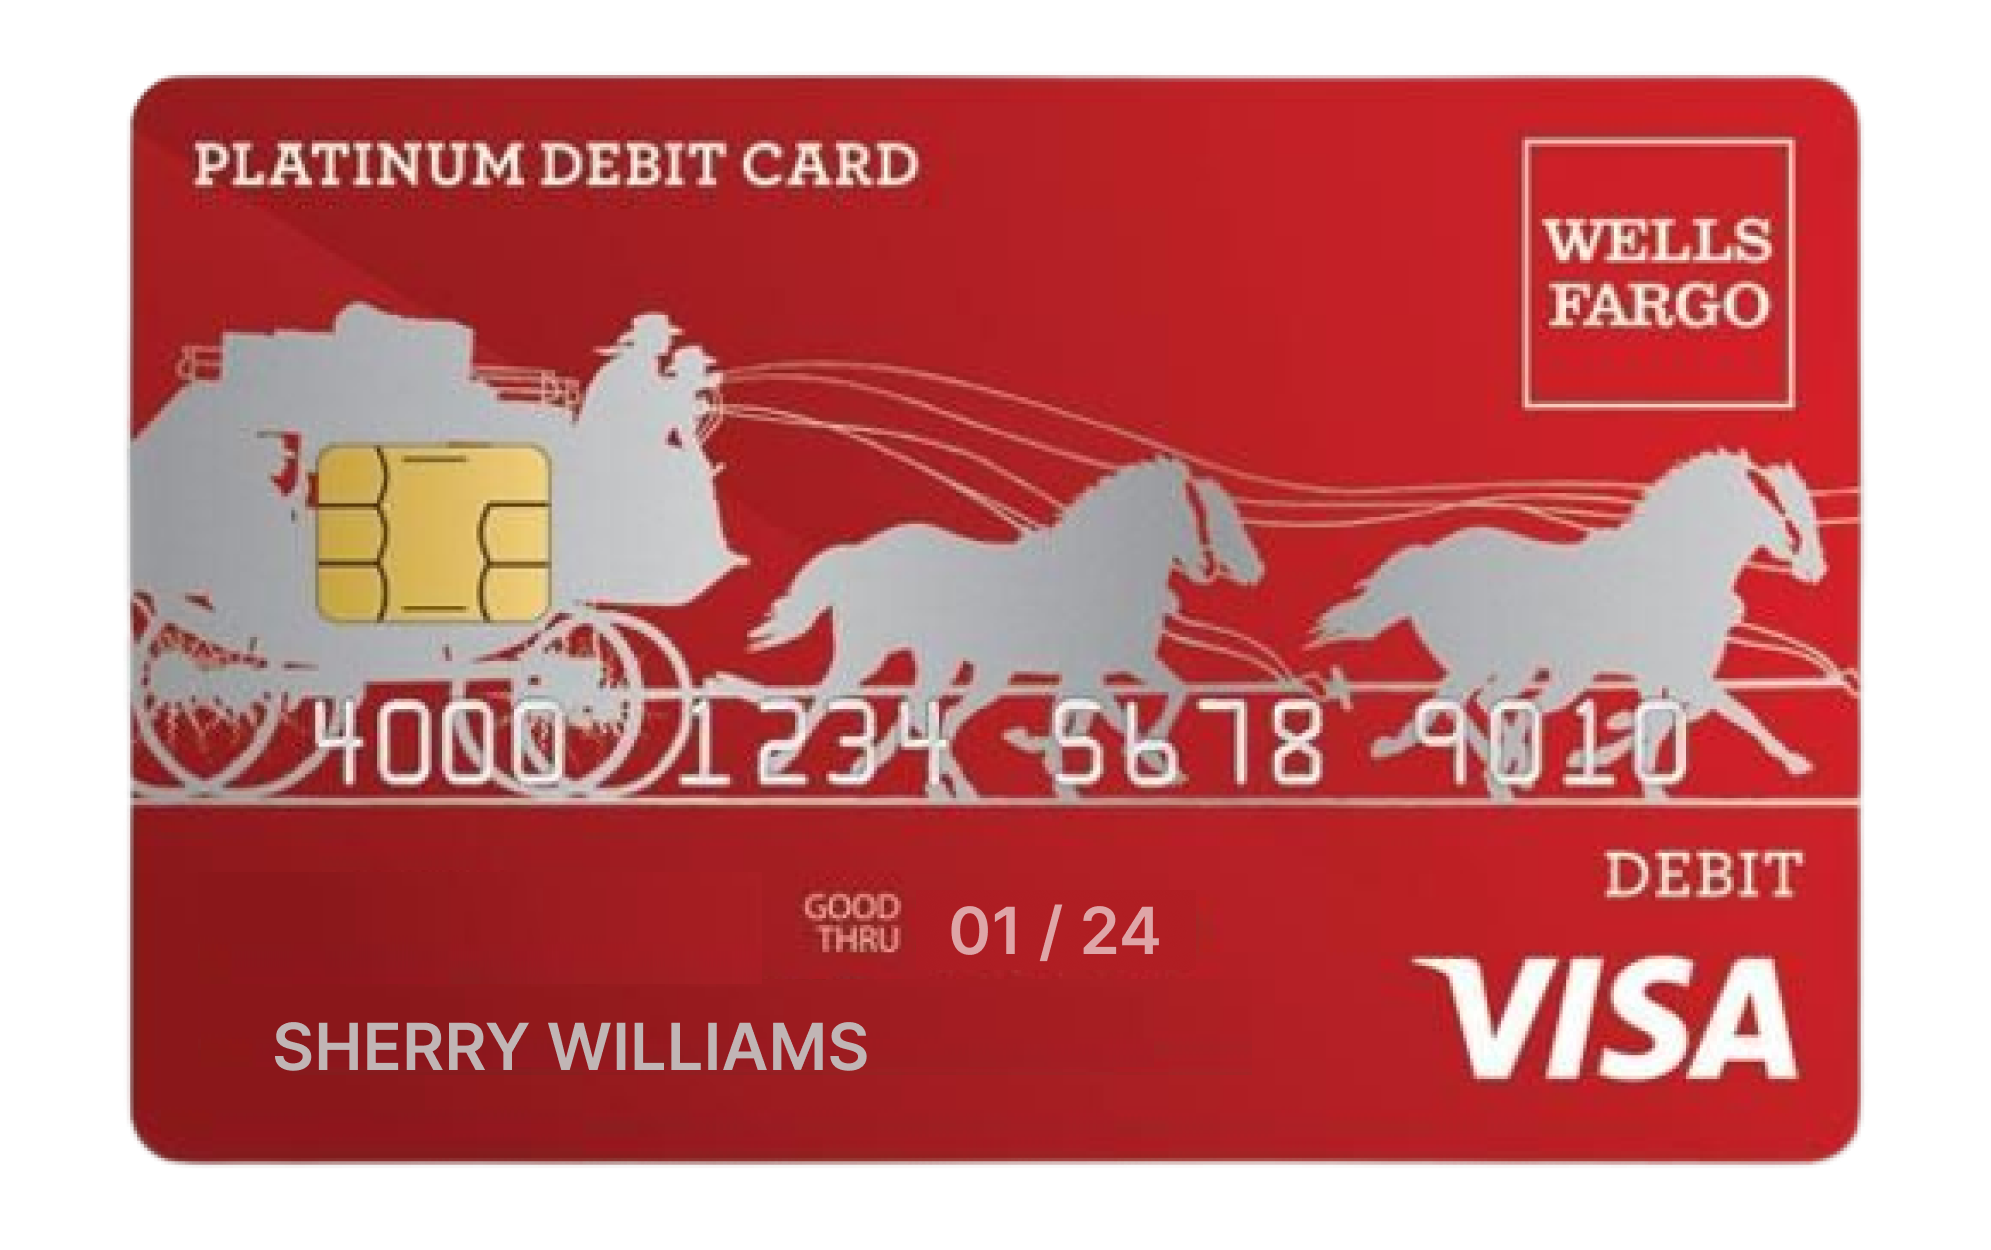 PLATINUM DEBIT CARD
WELLS
FARGO
4000 1234 5678 9010
DEBIT
GOOD
THRU 01 / 24
VISA
SHERRY WILLIAMS